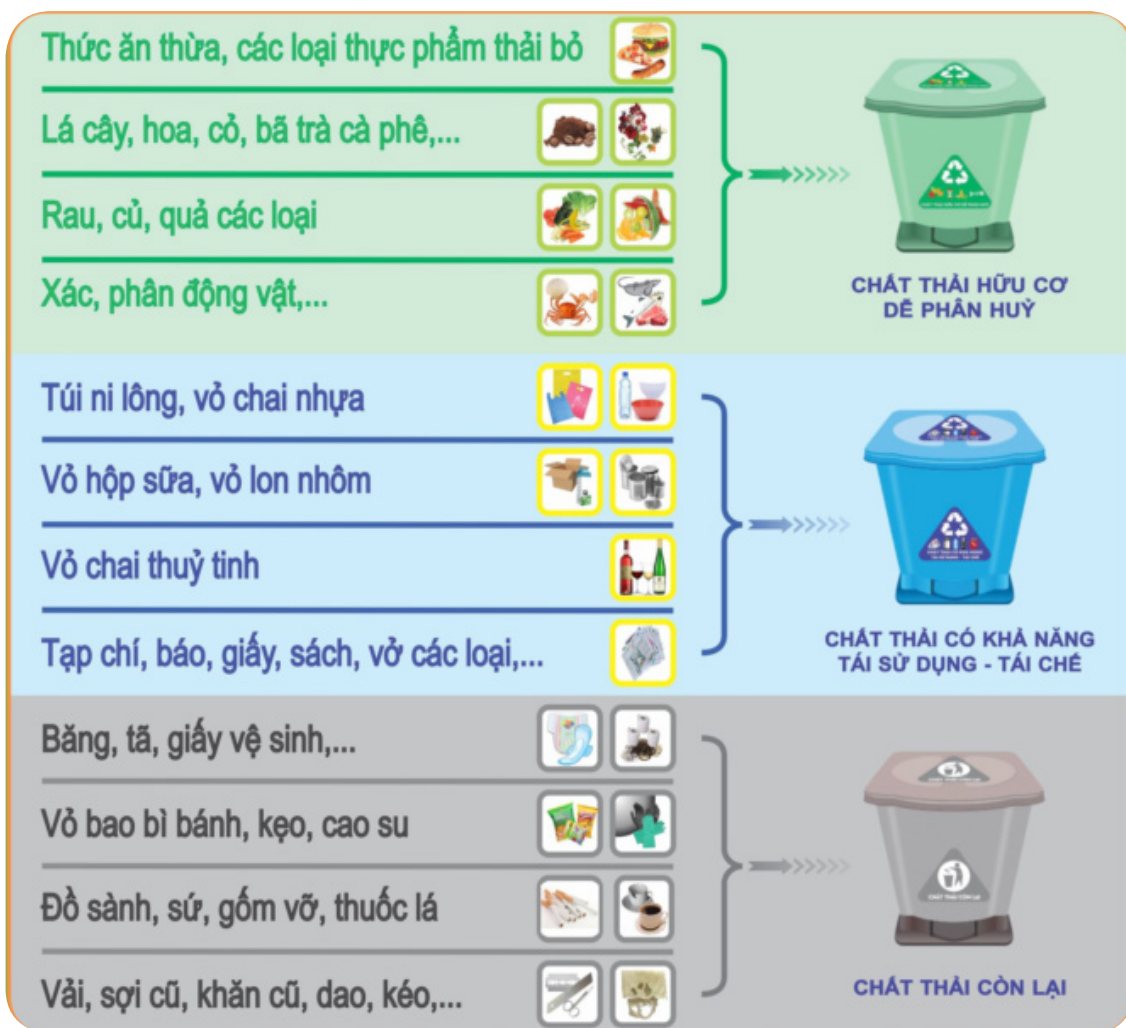 Thức ăn thừa, các loại thực phẩm thải bỏ
Lá cây, hoa, cỏ, bã trà cà phê,...
Rau, củ, quả các loại
Xác, phân động vật,...
CHẤT THẢI HỮU CƠ
DỄ PHÂN HUỶ
Túi ni lông, vỏ chai nhựa
Vỏ hộp sữa, vỏ lon nhôm
Vỏ chai thuỷ tinh
Tạp chí, báo, giấy, sách, vở các loại,...
CHẤT THẢI CÓ KHẢ NĂNG
TÁI SỬ DỤNG - TÁI CHẾ
Băng, tã, giấy vệ sinh,...
Vỏ bao bì bánh, kẹo, cao su
Đồ sành, sứ, gốm vỡ, thuốc lá
Vải, sợi cũ, khăn cũ, dao, kéo,...
CHẤT THẢI CÒN LẠI
CHẤT THẢI CÒN LẠI